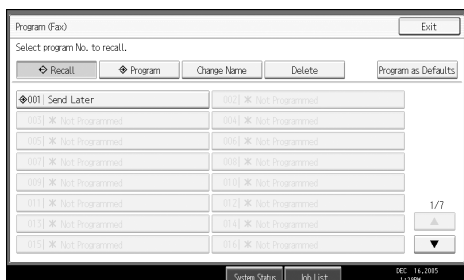 Program (Fax) Exit
Select program No. to recall.
Recall Program Change Name Delete Program as Defaults
001 Send Later 002 Not Programmed
003 Not Programmed 004 Not Programmed
005 Not Programmed 006 Not Programmed
007 Not Programmed 008 Not Programmed
009 Not Programmed 010 Not Programmed
011 Not Programmed 012 Not Programmed 1/7
013 Not Programmed 014 Not Programmed
015 Not Programmed 016 Not Programmed
System Status Job List DEC 16,2005
1:28PM